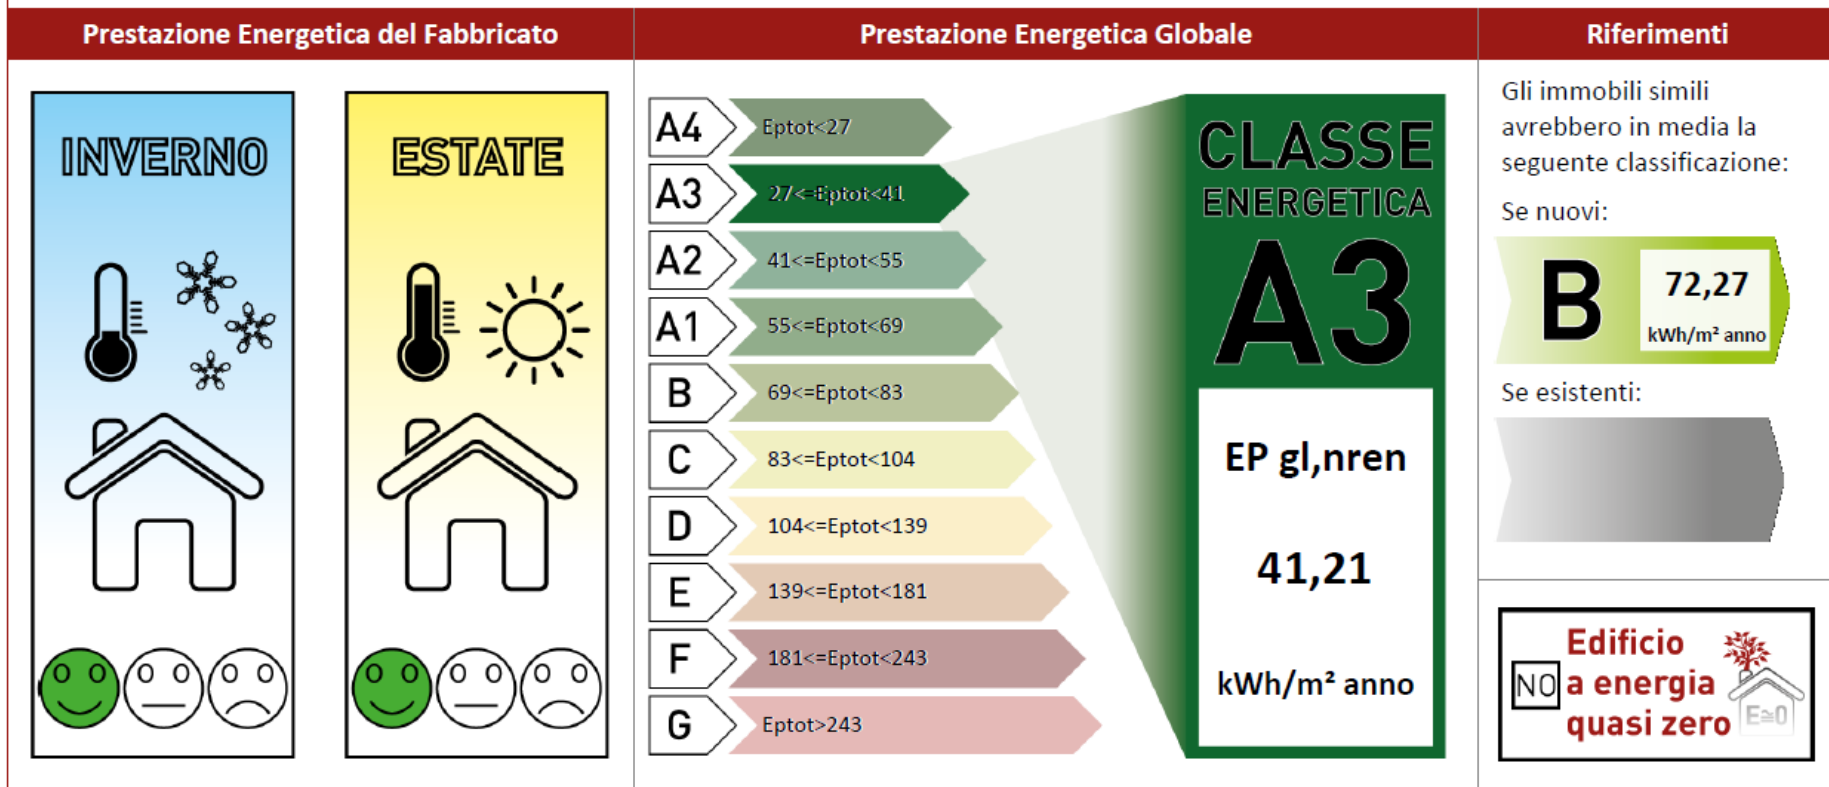 Prestazione Energetica del Fabbricato
Prestazione Energetica Globale
Riferimenti
INVERNO
ESTATE
A4
Eptot<27
A3
27<=Eptot<41
A2
41<=Eptot<55
A1
55<=Eptot<69
B
69<=Eptot<83
C
83<=Eptot<104
D
104<=Eptot<139
E
139<=Eptot<181
F
181<=Eptot<243
G
Eptot>243
CLASSE
ENERGETICA
A3
EP gl,nren
41,21
kWh/m² anno
Gli immobili simili
avrebbero in media la
seguente classificazione:
Se nuovi:
B
72,27
kWh/m² anno
Se esistenti:
NO
Edificio
a energia
quasi zero
E≅0